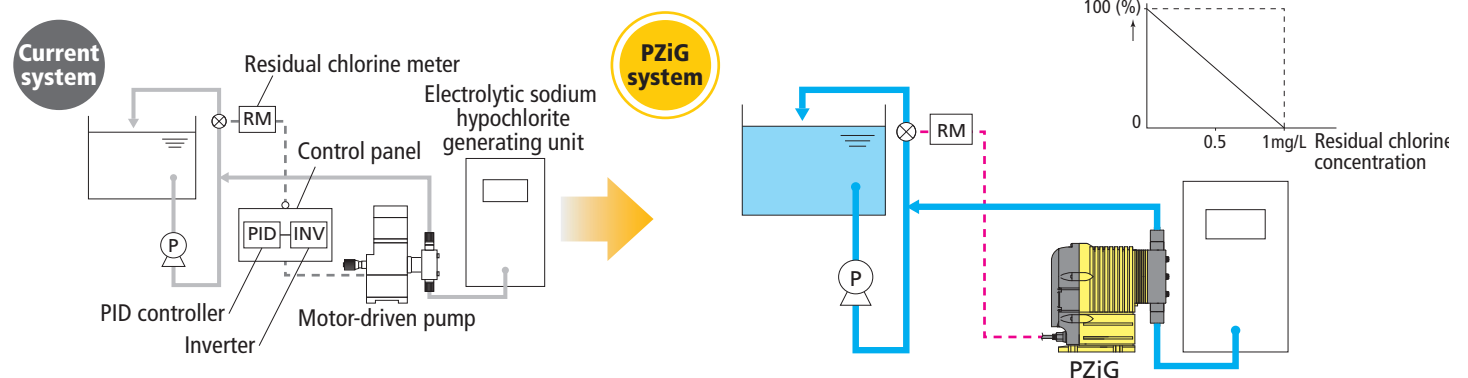 Current
system
Residual chlorine meter
RM
Electrolytic sodium
hypochlorite
generating unit
Control panel
PID
INV
P
PID controller
Inverter
Motor-driven pump
PZiG
system
RM
P
PZiG
100 (%)
0
0.5
1mg/L
Residual chlorine
concentration